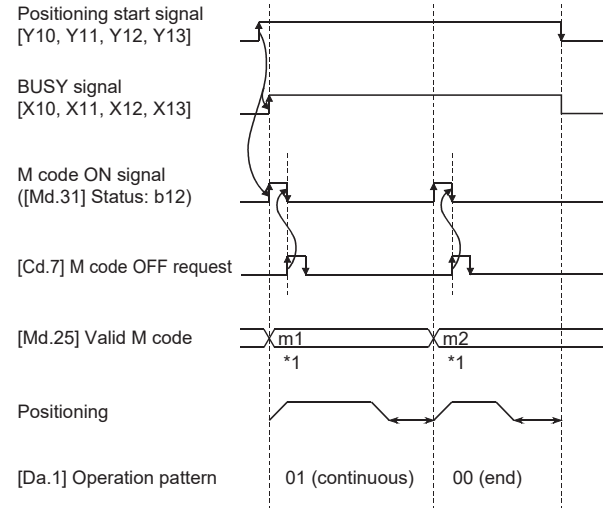 Positioning start signal
[Y10, Y11, Y12, Y13]
BUSY signal
[X10, X11, X12, X13]
M code ON signal
([Md.31] Status: b12)
[Cd.7] M code OFF request
[Md.25] Valid M code
m1
m2
*1
*1
Positioning
[Da.1] Operation pattern
01 (continuous)
00 (end)